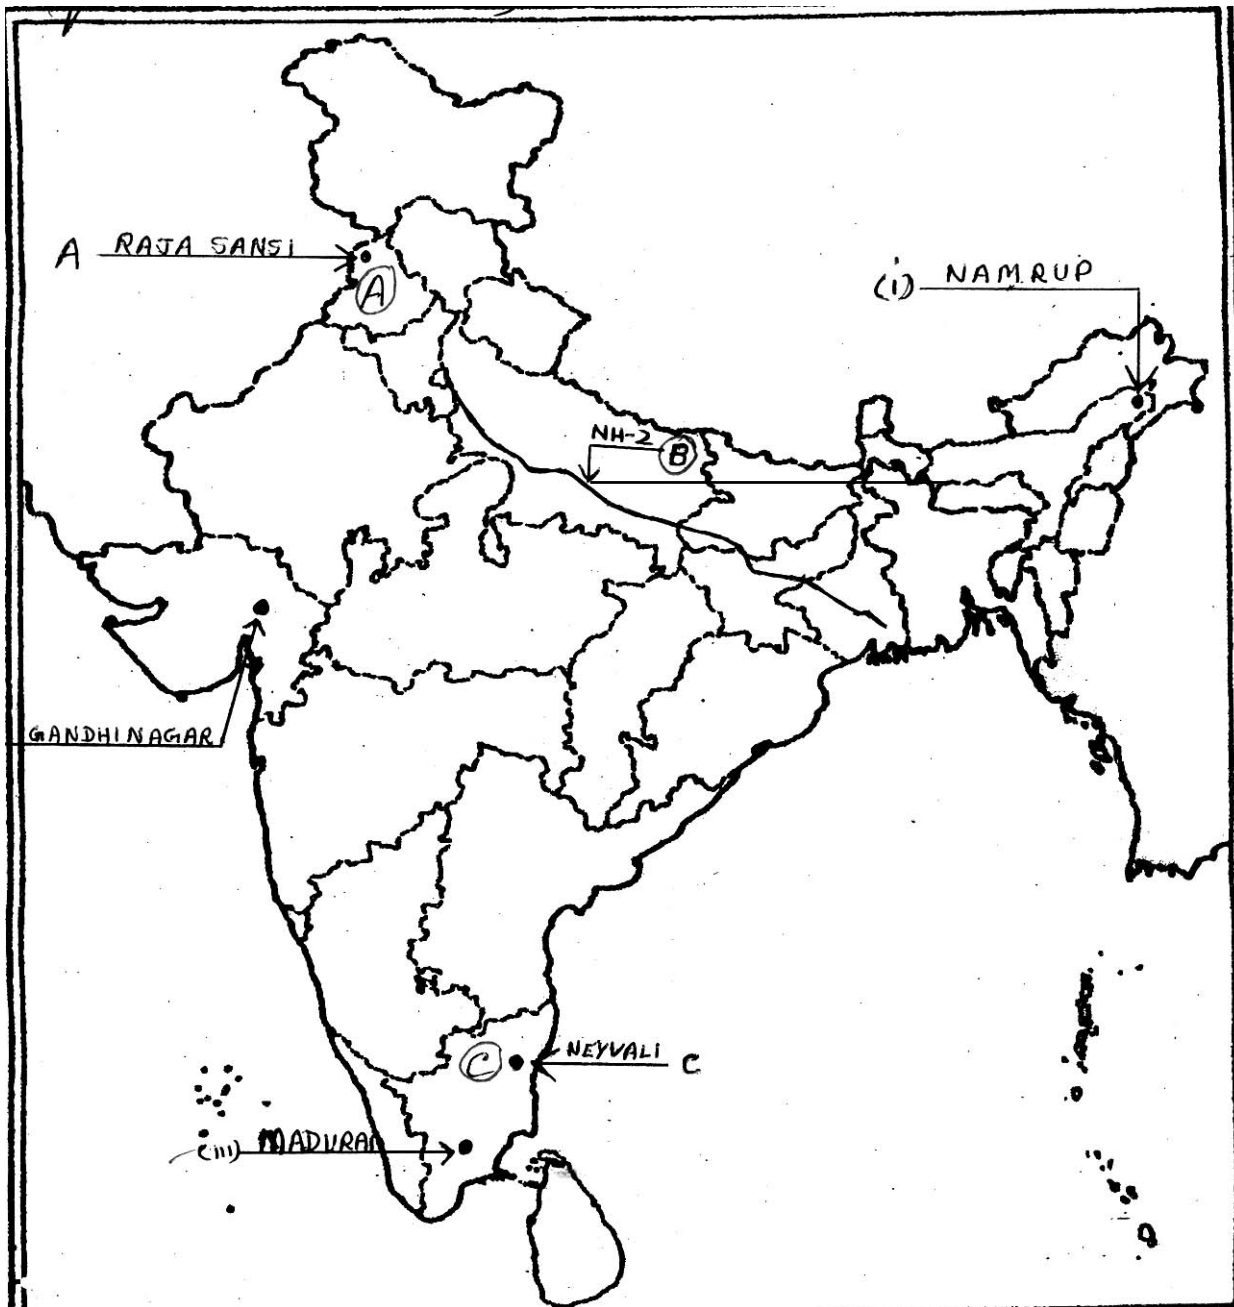 A RAJA SANSI
A
(i) NAMRUP
NH-2 B
GANDHINAGAR
C NEYVALI C
(iii) MADURAI